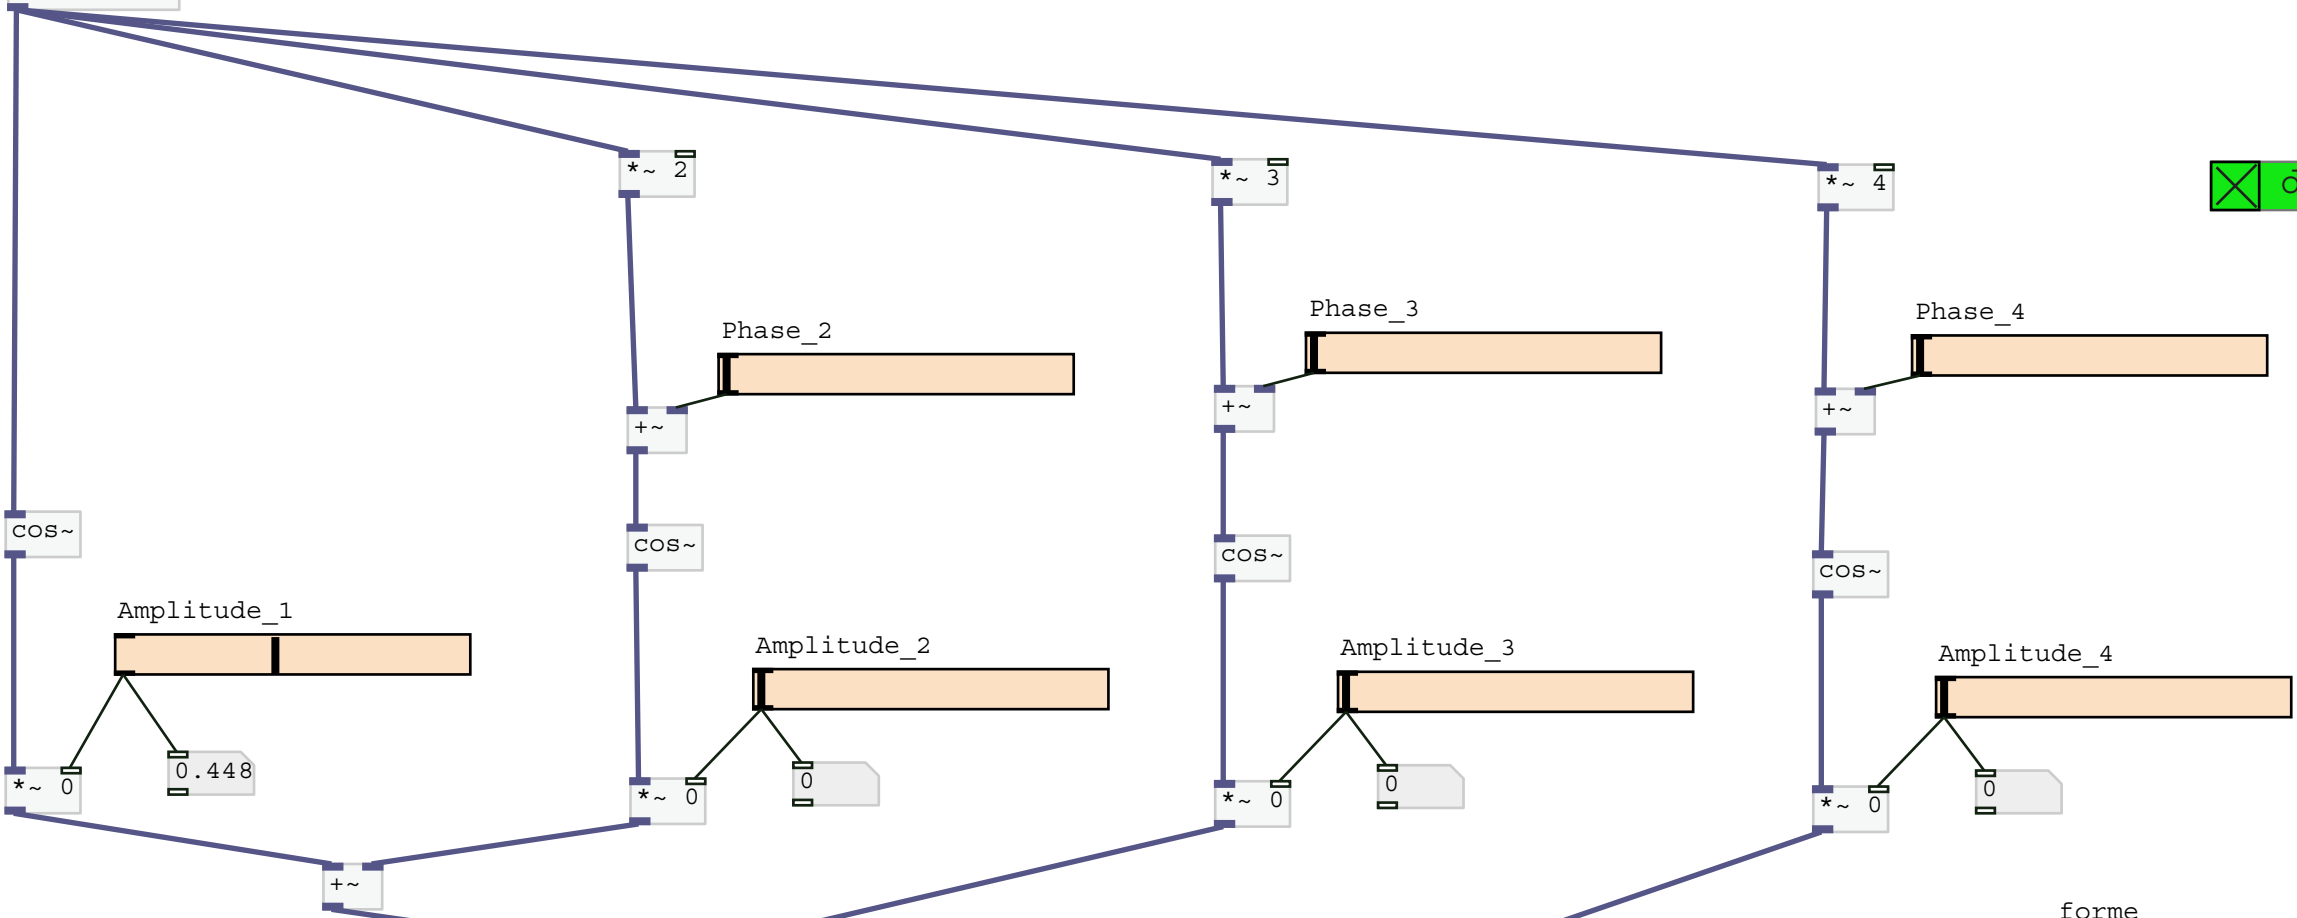 *~ 2
*~ 3
*~ 4
Phase_2
Phase_3
Phase_4
+~
+~
+~
cos~
cos~
cos~
cos~
Amplitude_1
Amplitude_2
Amplitude_3
Amplitude_4
*~ 0
0.448
*~ 0
0
*~ 0
0
*~ 0
0
+~
forme